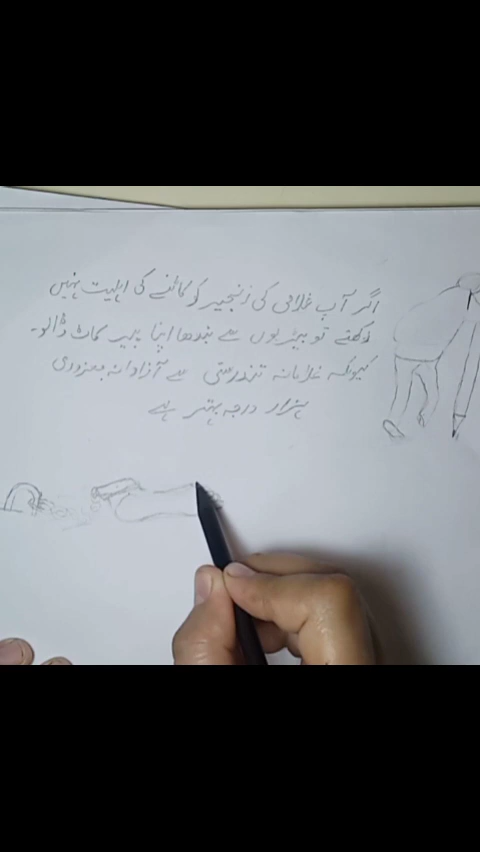 اگر آپ غلامی کی زنجیر کو کاٹنے کی اہلیت نہیں
رکھتے تو بیڑیوں سے بندھا اپنا پیر کاٹ ڈالو۔
کیونکہ غلامانہ تندرستی سے آزادانہ معزوری
ہزار درجہ بہتر ہے